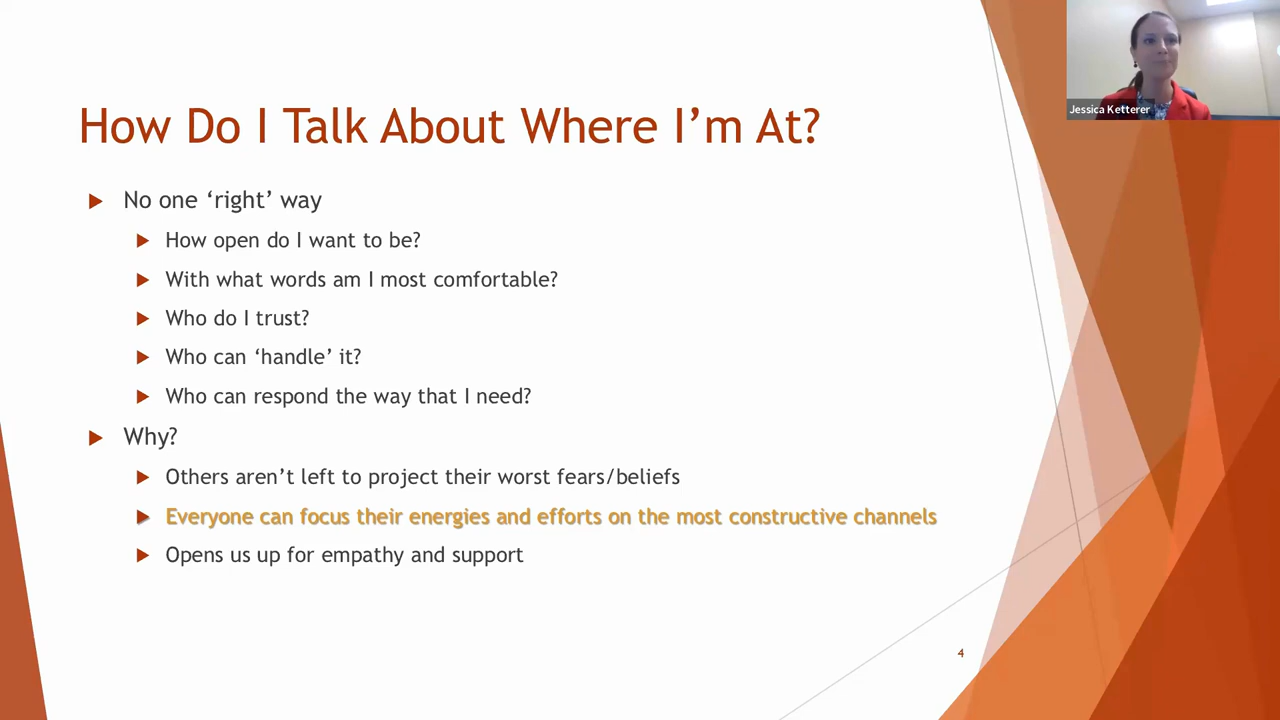 Jessica Ketterer
How Do I Talk About Where I’m At?
No one ‘right’ way
How open do I want to be?
With what words am I most comfortable?
Who do I trust?
Who can ‘handle’ it?
Who can respond the way that I need?
Why?
Others aren’t left to project their worst fears/beliefs
Everyone can focus their energies and efforts on the most constructive channels
Opens us up for empathy and support
4